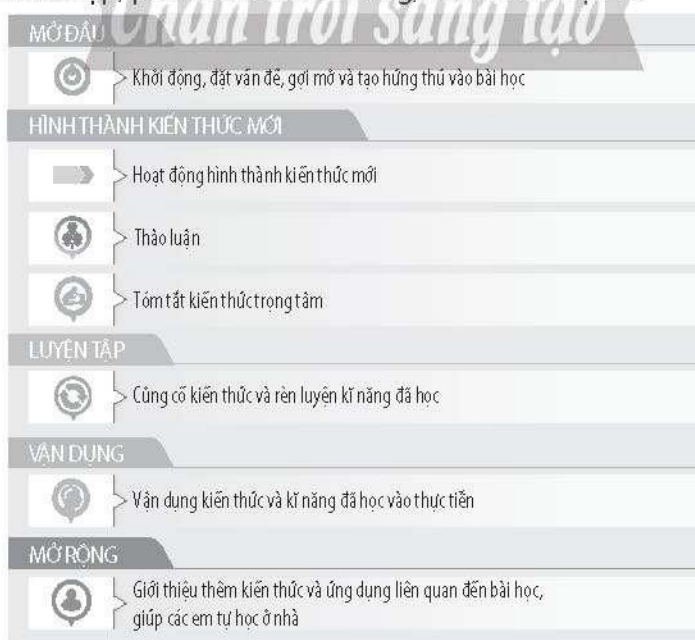 Chân trời sáng tạo
MỞ ĐẦU
Khởi động, đặt vấn đề, gợi mở và tạo hứng thú vào bài học
HÌNH THÀNH KIẾN THỨC MỚI
Hoạt động hình thành kiến thức mới
Thảo luận
Tóm tắt kiến thức trọng tâm
LUYỆN TẬP
Củng cố kiến thức và rèn luyện kĩ năng đã học
VẬN DỤNG
Vận dụng kiến thức và kĩ năng đã học vào thực tiễn
MỞ RỘNG
Giới thiệu thêm kiến thức và ứng dụng liên quan đến bài học,
giúp các em tự học ở nhà